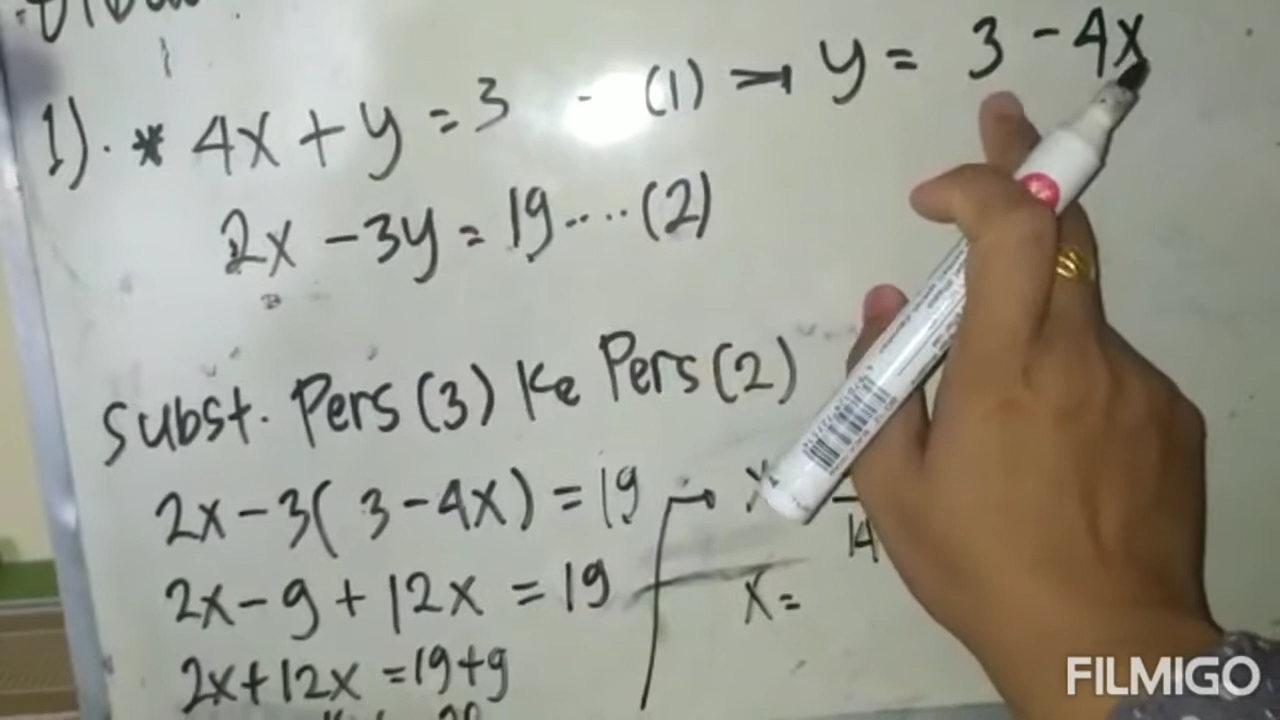 1). * 4x + y = 3 - (1) → y = 3 - 4x
2x - 3y = 19 .... (2)
subst. Pers (3) ke Pers (2)
2x - 3( 3 - 4x) = 19
2x - 9 + 12x = 19
2x + 12x = 19 + 9
→ x
14
x =
FILMIGO